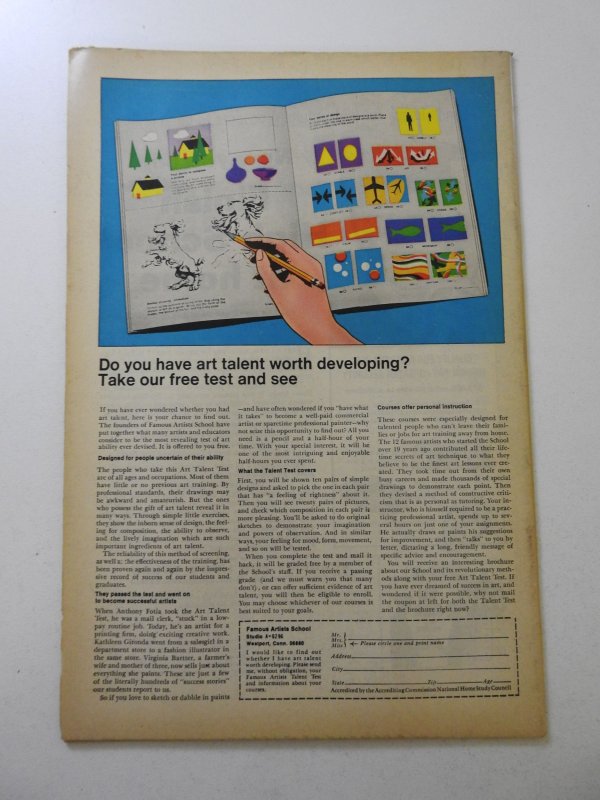 Do you have art talent worth developing?
Take our free test and see
If you have ever wondered whether you had
art talent, here is your chance to find out.
The founders of Famous Artists School have
put together what many artists and educators
consider to be the most revealing test of art
ability ever devised. It is offered to you free.
Designed for people uncertain of their ability
The people who take this Art Talent Test
are of all ages and occupations. Most of them
have little or no previous art training. By
professional standards, their drawings may
be awkward and amateurish. But the ones
who possess the gift of art talent reveal it in
many ways. Through simple little exercises,
they show the inborn sense of design, the feel-
ing for composition, the ability to observe,
and the lively imagination which are such
important ingredients of art talent.
The reliability of this method of screening,
as well as the effectiveness of the training, has
been proven again and again by the impres-
sive record of success of our students and
graduates.
They passed the test and went on
to become successful artists
When Anthony Fotia took the Art Talent
Test, he was a mail clerk, "stuck" in a low-
pay routine job. Today, he's an artist for a
printing firm, doing exciting creative work.
Kathleen Gironda went from a salesgirl in a
department store to a fashion illustrator in
the same store. Virginia Bartter, a farmer's
wife and mother of three, now sells just about
everything she paints. These are just a few
of the literally hundreds of "success stories"
our students report to us.
So if you love to sketch or dabble in paints
—and have often wondered if you "have what
it takes" to become a well-paid commercial
artist or sparetime professional painter—why
not seize this opportunity to find out? All you
need is a pencil and a half-hour of your
time. With your special interest, it will be
one of the most intriguing and enjoyable
half-hours you ever spent.
What the Talent Test covers
First, you will be shown ten pairs of simple
designs and asked to pick the one in each pair
that has "a feeling of rightness" about it.
Then you will see twenty pairs of pictures,
and check which composition in each pair is
more pleasing. You'll be asked to do original
sketches to demonstrate your imagination
and powers of observation. And in similar
ways, your feeling for mood, form, movement,
and so on will be tested.
When you complete the test and mail it
back, it will be graded free by a member of
the School's staff. If you receive a passing
grade (and we must warn you that many
don't), or can offer sufficient evidence of art
talent, you will then be eligible to enroll.
You may choose whichever of our courses is
best suited to your goals.
Courses offer personal instruction
These courses were especially designed for
talented people who can't leave their fami-
lies or jobs for art training away from home.
The 12 famous artists who started the School
over 19 years ago contributed all their life-
time secrets of art technique to what they
believe to be the finest art lessons ever cre-
ated. They took time out from their own
busy careers and made thousands of special
drawings to demonstrate each point. Then
they devised a method of constructive criti-
cism that is as personal as tutoring. Your in-
structor, who is himself required to be a prac-
ticing professional artist, spends up to sev-
eral hours on just one of your assignments.
He actually draws or paints his suggestions
for improvement, and then "talks" to you by
letter, dictating a long, friendly message of
specific advice and encouragement.
You will receive an interesting brochure
about our School and its revolutionary meth-
ods along with your free Art Talent Test. If
you have ever dreamed of success in art, and
wondered if it were possible, why not mail
the coupon at left for both the Talent Test
and the brochure right now?
Famous Artists School
Studio
Westport, Conn. 06880
I would like to find out
whether I have art talent
worth developing. Please send
me, without obligation, your
Famous Artists Talent Test
and information about your
courses.
Mr.
Mrs.
Miss
Please circle one and print name
Address
City
State Zip Age
Accredited by the Accrediting Commission National Home Study Council